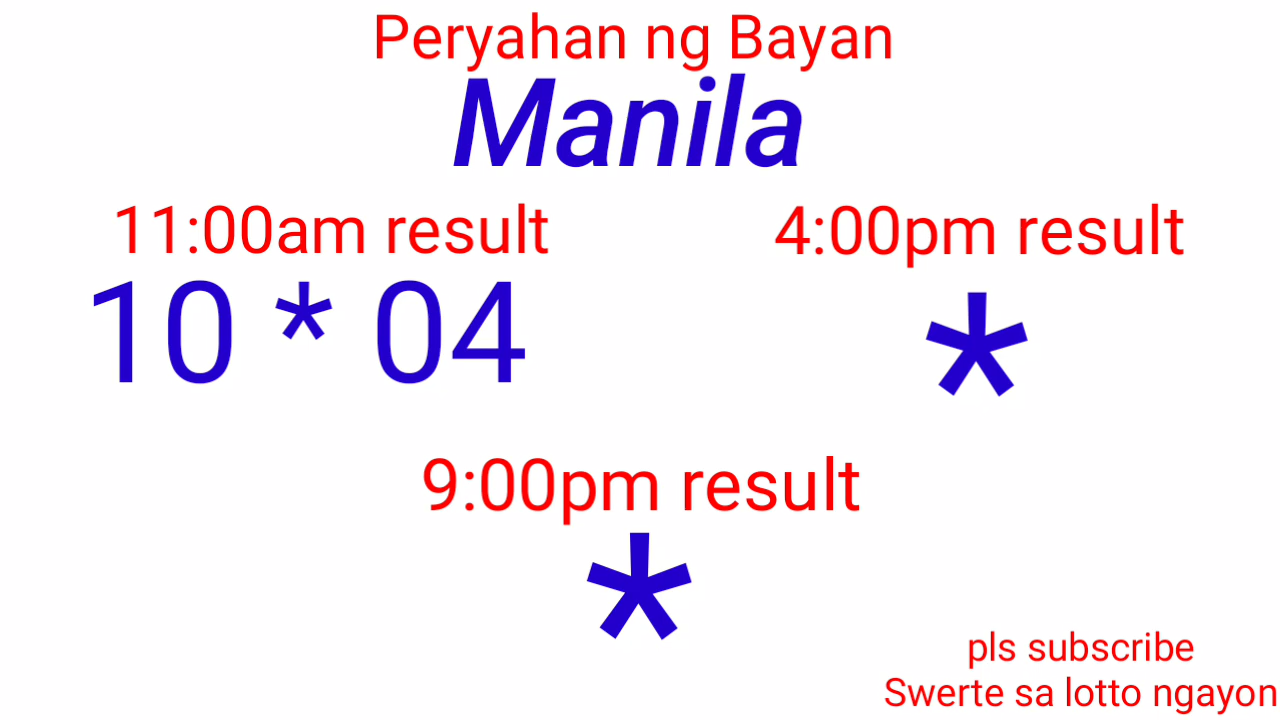 Peryahan ng Bayan
Manila
11:00am result
10 * 04
4:00pm result
*
9:00pm result
*
pls subscribe
Swerte sa lotto ngayon